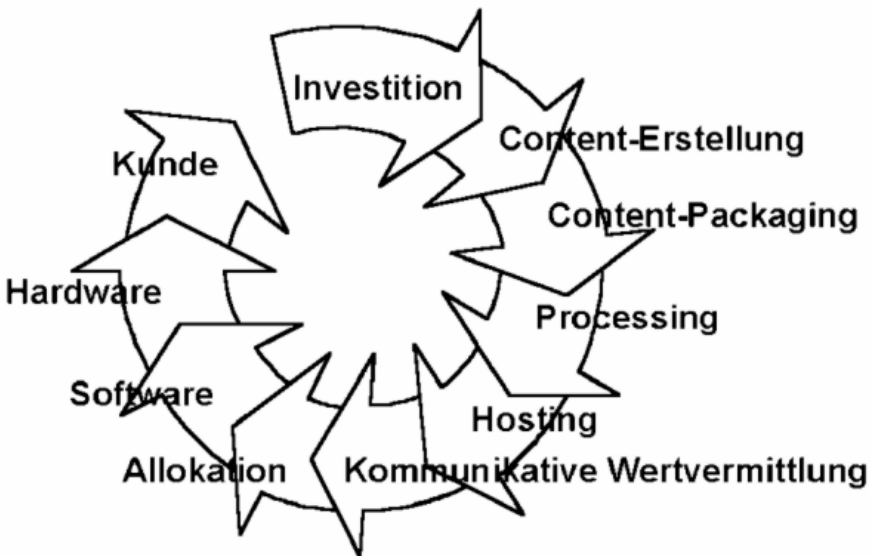 Investition
Content-Erstellung
Content-Packaging
Processing
Hosting
Kommunikative Wertvermittlung
Allokation
Software
Hardware
Kunde